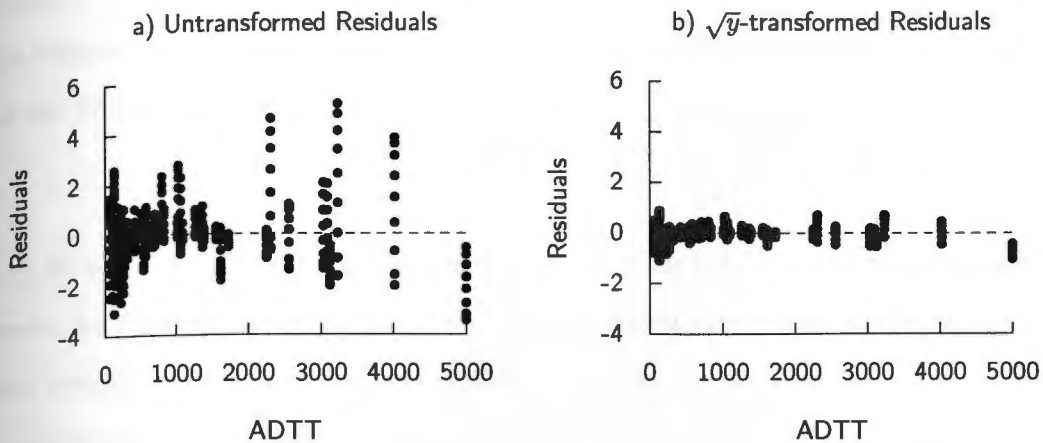 a) Untransformed Residuals
6
4
2
0
-2
-4
Residuals
0 1000 2000 3000 4000 5000
ADTT
b) √y-transformed Residuals
6
4
2
0
-2
-4
Residuals
0 1000 2000 3000 4000 5000
ADTT